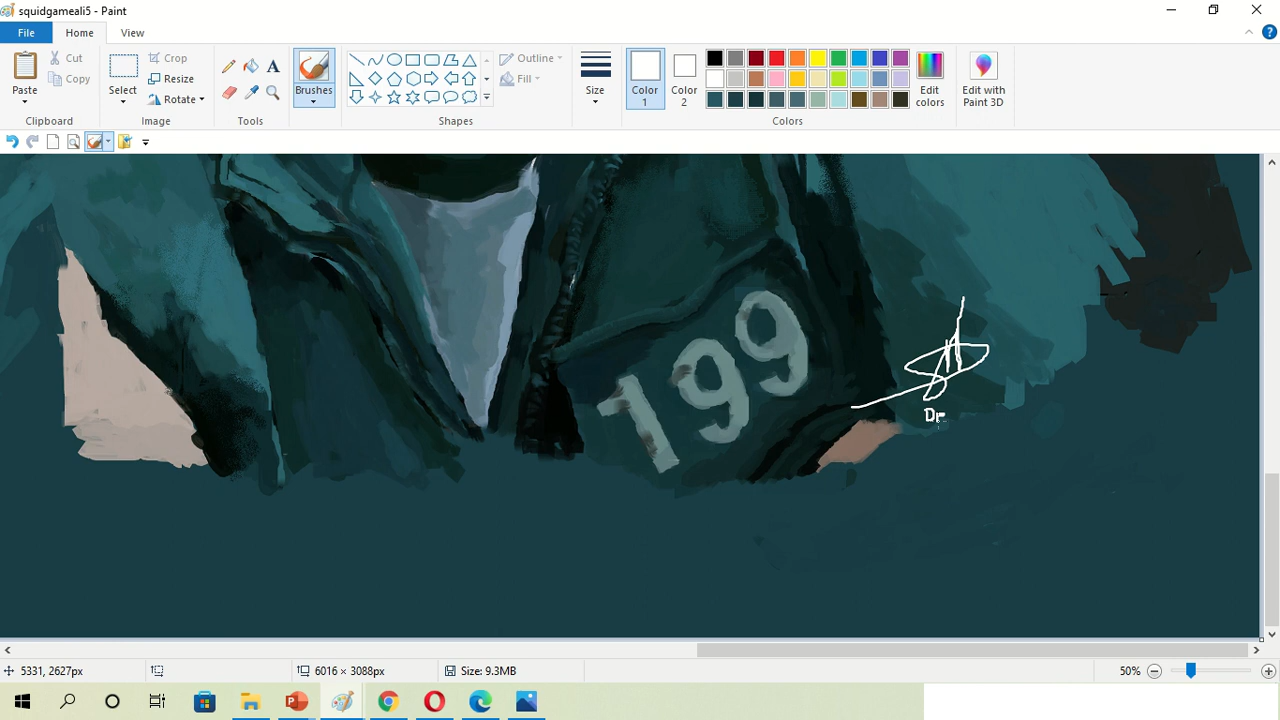 squidgameali5 - Paint
File Home View
Paste Cut Copy
Select Crop Resize Rotate
Brushes
Outline Fill
Size Color 1 Color 2
Edit colors Edit with Paint 3D
Clipboard Image Tools Shapes Colors
199
Dr
5331, 2627px 6016 × 3088px Size: 9.3MB 50%